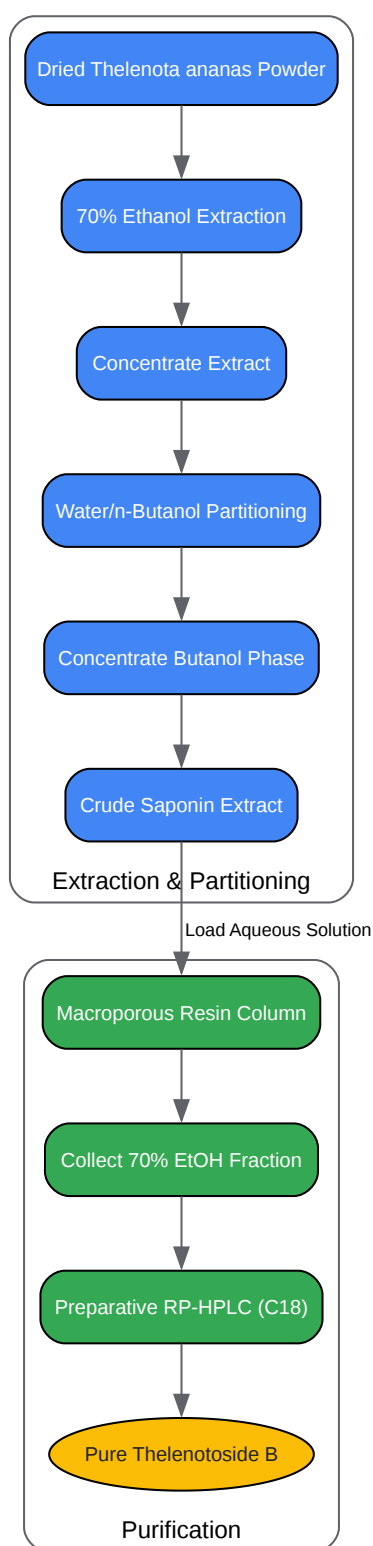 Dried Thelenota ananas Powder
70% Ethanol Extraction
Concentrate Extract
Water/n-Butanol Partitioning
Concentrate Butanol Phase
Crude Saponin Extract
Extraction & Partitioning
Load Aqueous Solution
Macroporous Resin Column
Collect 70% EtOH Fraction
Preparative RP-HPLC (C18)
Pure Thelenotoside B
Purification